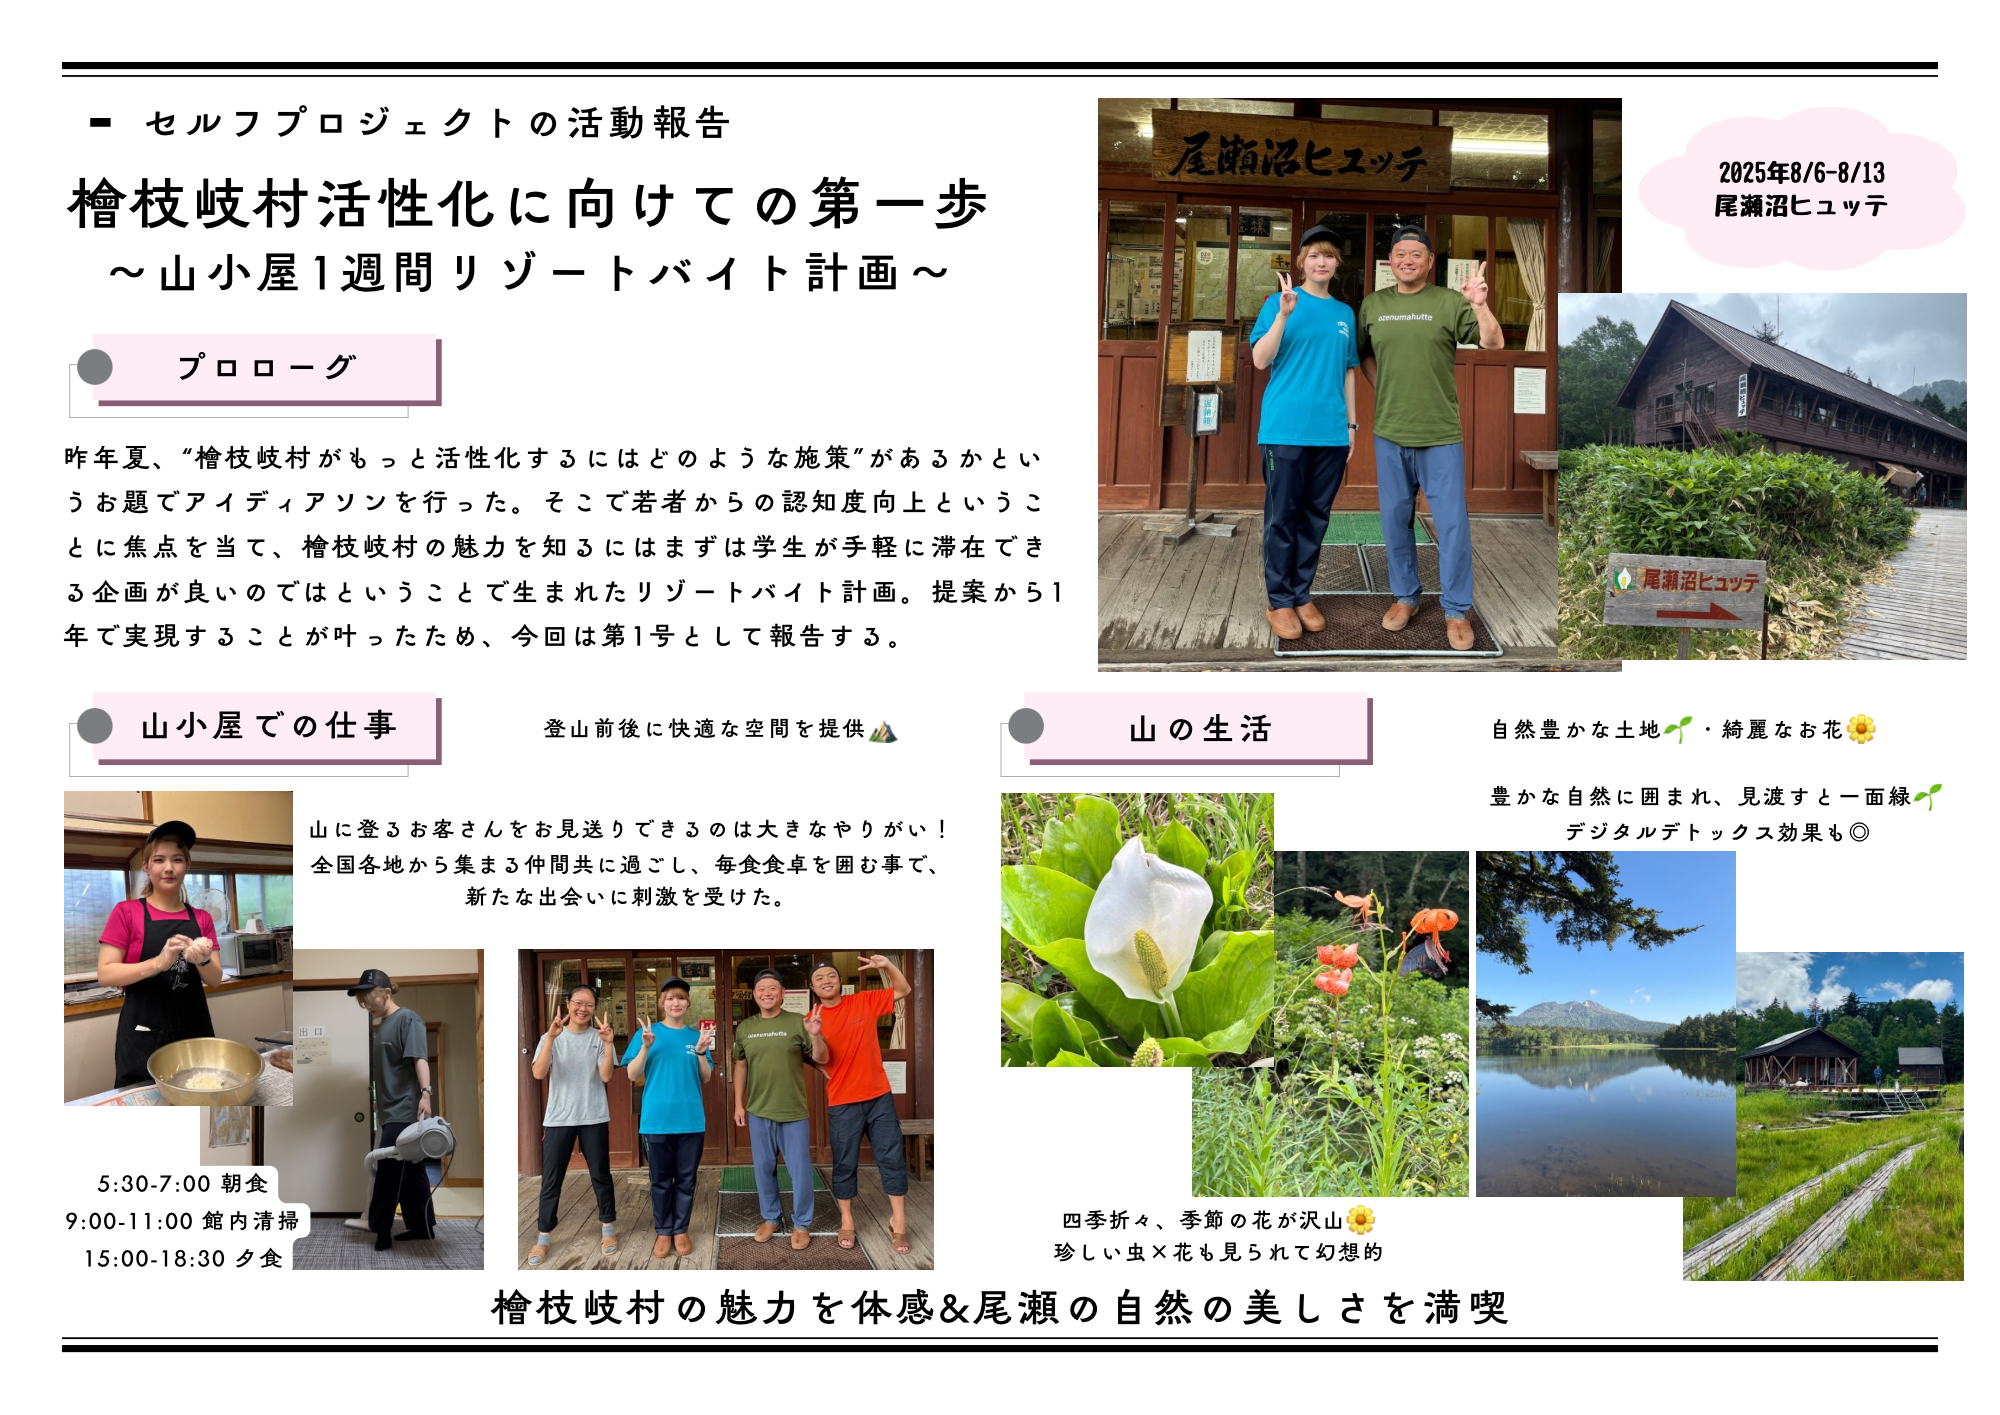 - セルフプロジェクトの活動報告
檜枝岐村活性化に向けての第一歩
～山小屋1週間リゾートバイト計画～
2025年8/6-8/13
尾瀬沼ヒュッテ
尾瀬沼ヒュッテ
ozenumahutte
尾瀬沼ヒュッテ
尾瀬沼ヒュッテ
プロローグ
昨年夏、“檜枝岐村がもっと活性化するにはどのような施策”があるかとい
うお題でアイディアソンを行った。そこで若者からの認知度向上というこ
とに焦点を当て、檜枝岐村の魅力を知るにはまずは学生が手軽に滞在でき
る企画が良いのではということで生まれたリゾートバイト計画。提案から1
年で実現することが叶ったため、今回は第1号として報告する。
山小屋での仕事
登山前後に快適な空間を提供⛰️
山に登るお客さんをお見送りできるのは大きなやりがい！
全国各地から集まる仲間共に過ごし、毎食食卓を囲む事で、
新たな出会いに刺激を受けた。
出口
ozenumahutte
5:30-7:00 朝食
9:00-11:00 館内清掃
15:00-18:30 夕食
山の生活
自然豊かな土地🌱・綺麗なお花🌼
豊かな自然に囲まれ、見渡すと一面緑🌱
デジタルデトックス効果も◎
四季折々、季節の花が沢山🌼
珍しい虫×花も見られて幻想的
檜枝岐村の魅力を体感&尾瀬の自然の美しさを満喫